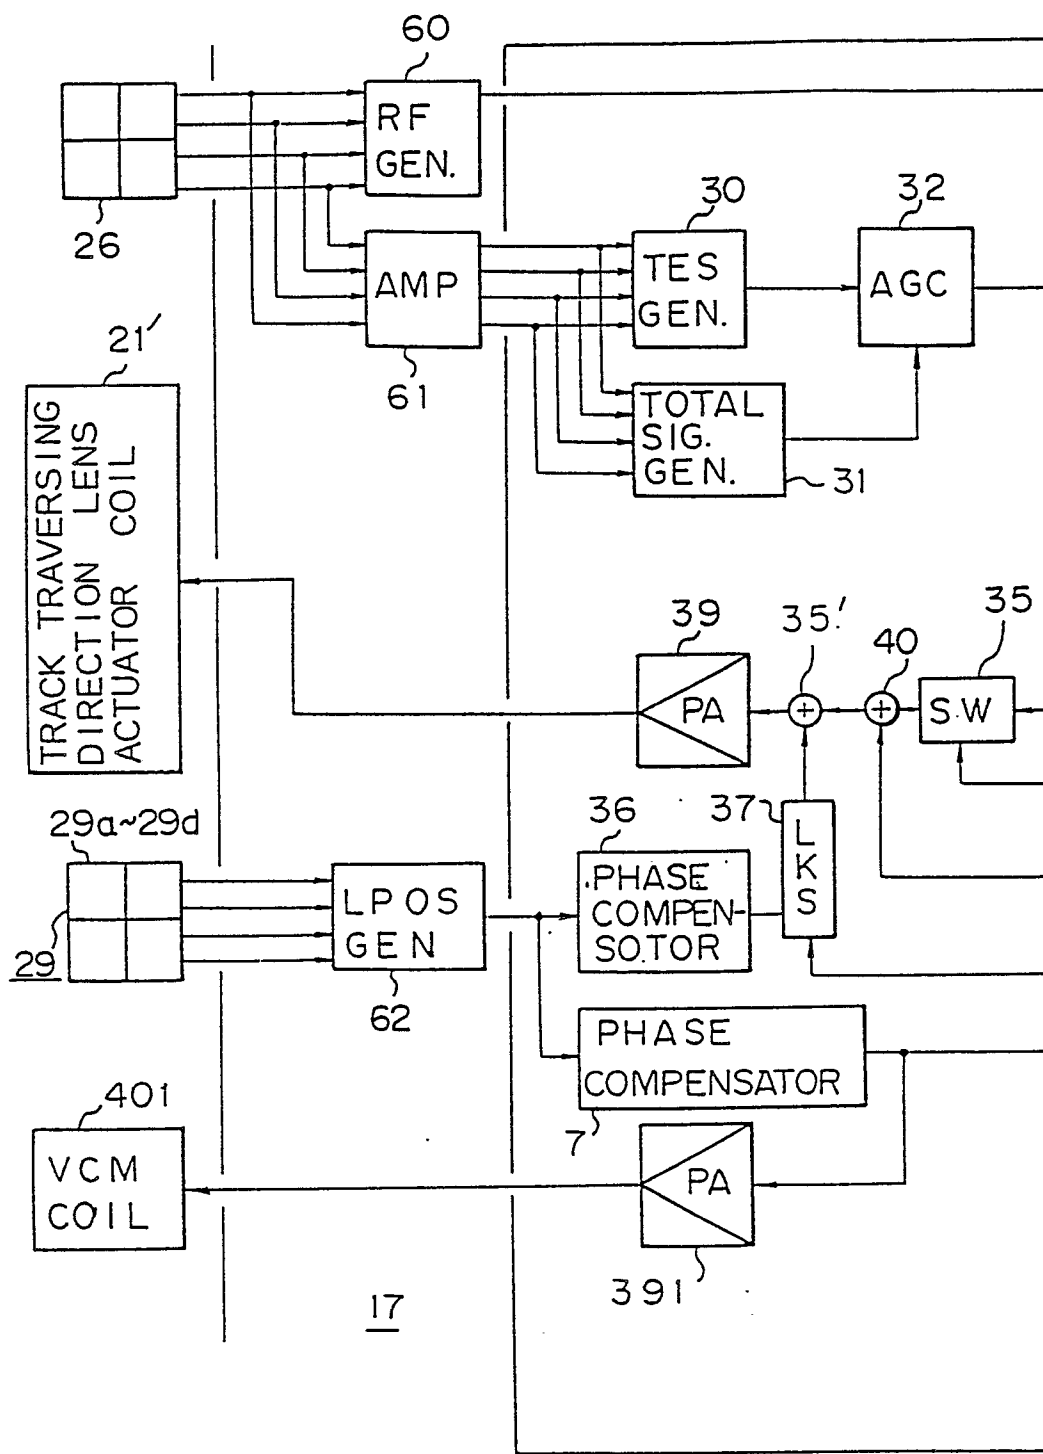 60
RF
GEN.
26
30
32
TES
GEN.
AGC
AMP
61
21'
TRACK TRAVERSING
DIRECTION LENS
ACTUATOR COIL
TOTAL
SIG.
GEN.
31
39
35'
40
35
PA
+
+
S.W
29a~29d
36
37
LKS
PHASE
COMPEN-
SOTOR
LPOS
GEN
29
62
PHASE
COMPENSATOR
7
401
VCM
COIL
PA
391
17